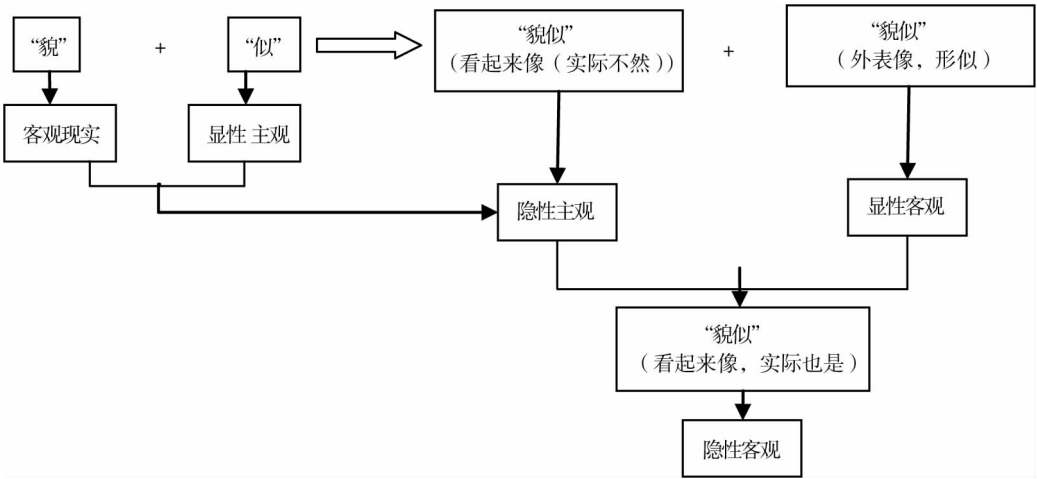 “貌”
+
“似”
“貌似”
（看起来像（实际不然））
+
“貌似”
（外表像，形似）
客观现实
显性 主观
隐性主观
显性客观
“貌似”
（看起来像，实际也是）
隐性客观